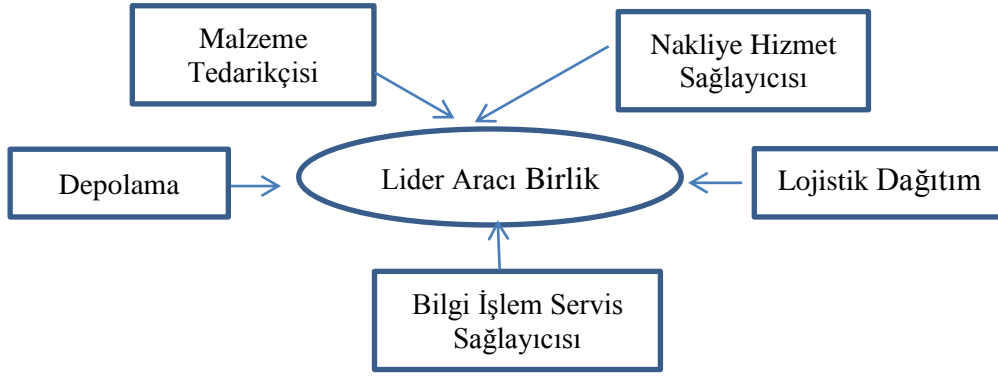 Malzeme
Tedarikçisi
Nakliye Hizmet
Sağlayıcısı
Depolama
Lider Aracı Birlik
Lojistik Dağıtım
Bilgi İşlem Servis
Sağlayıcısı